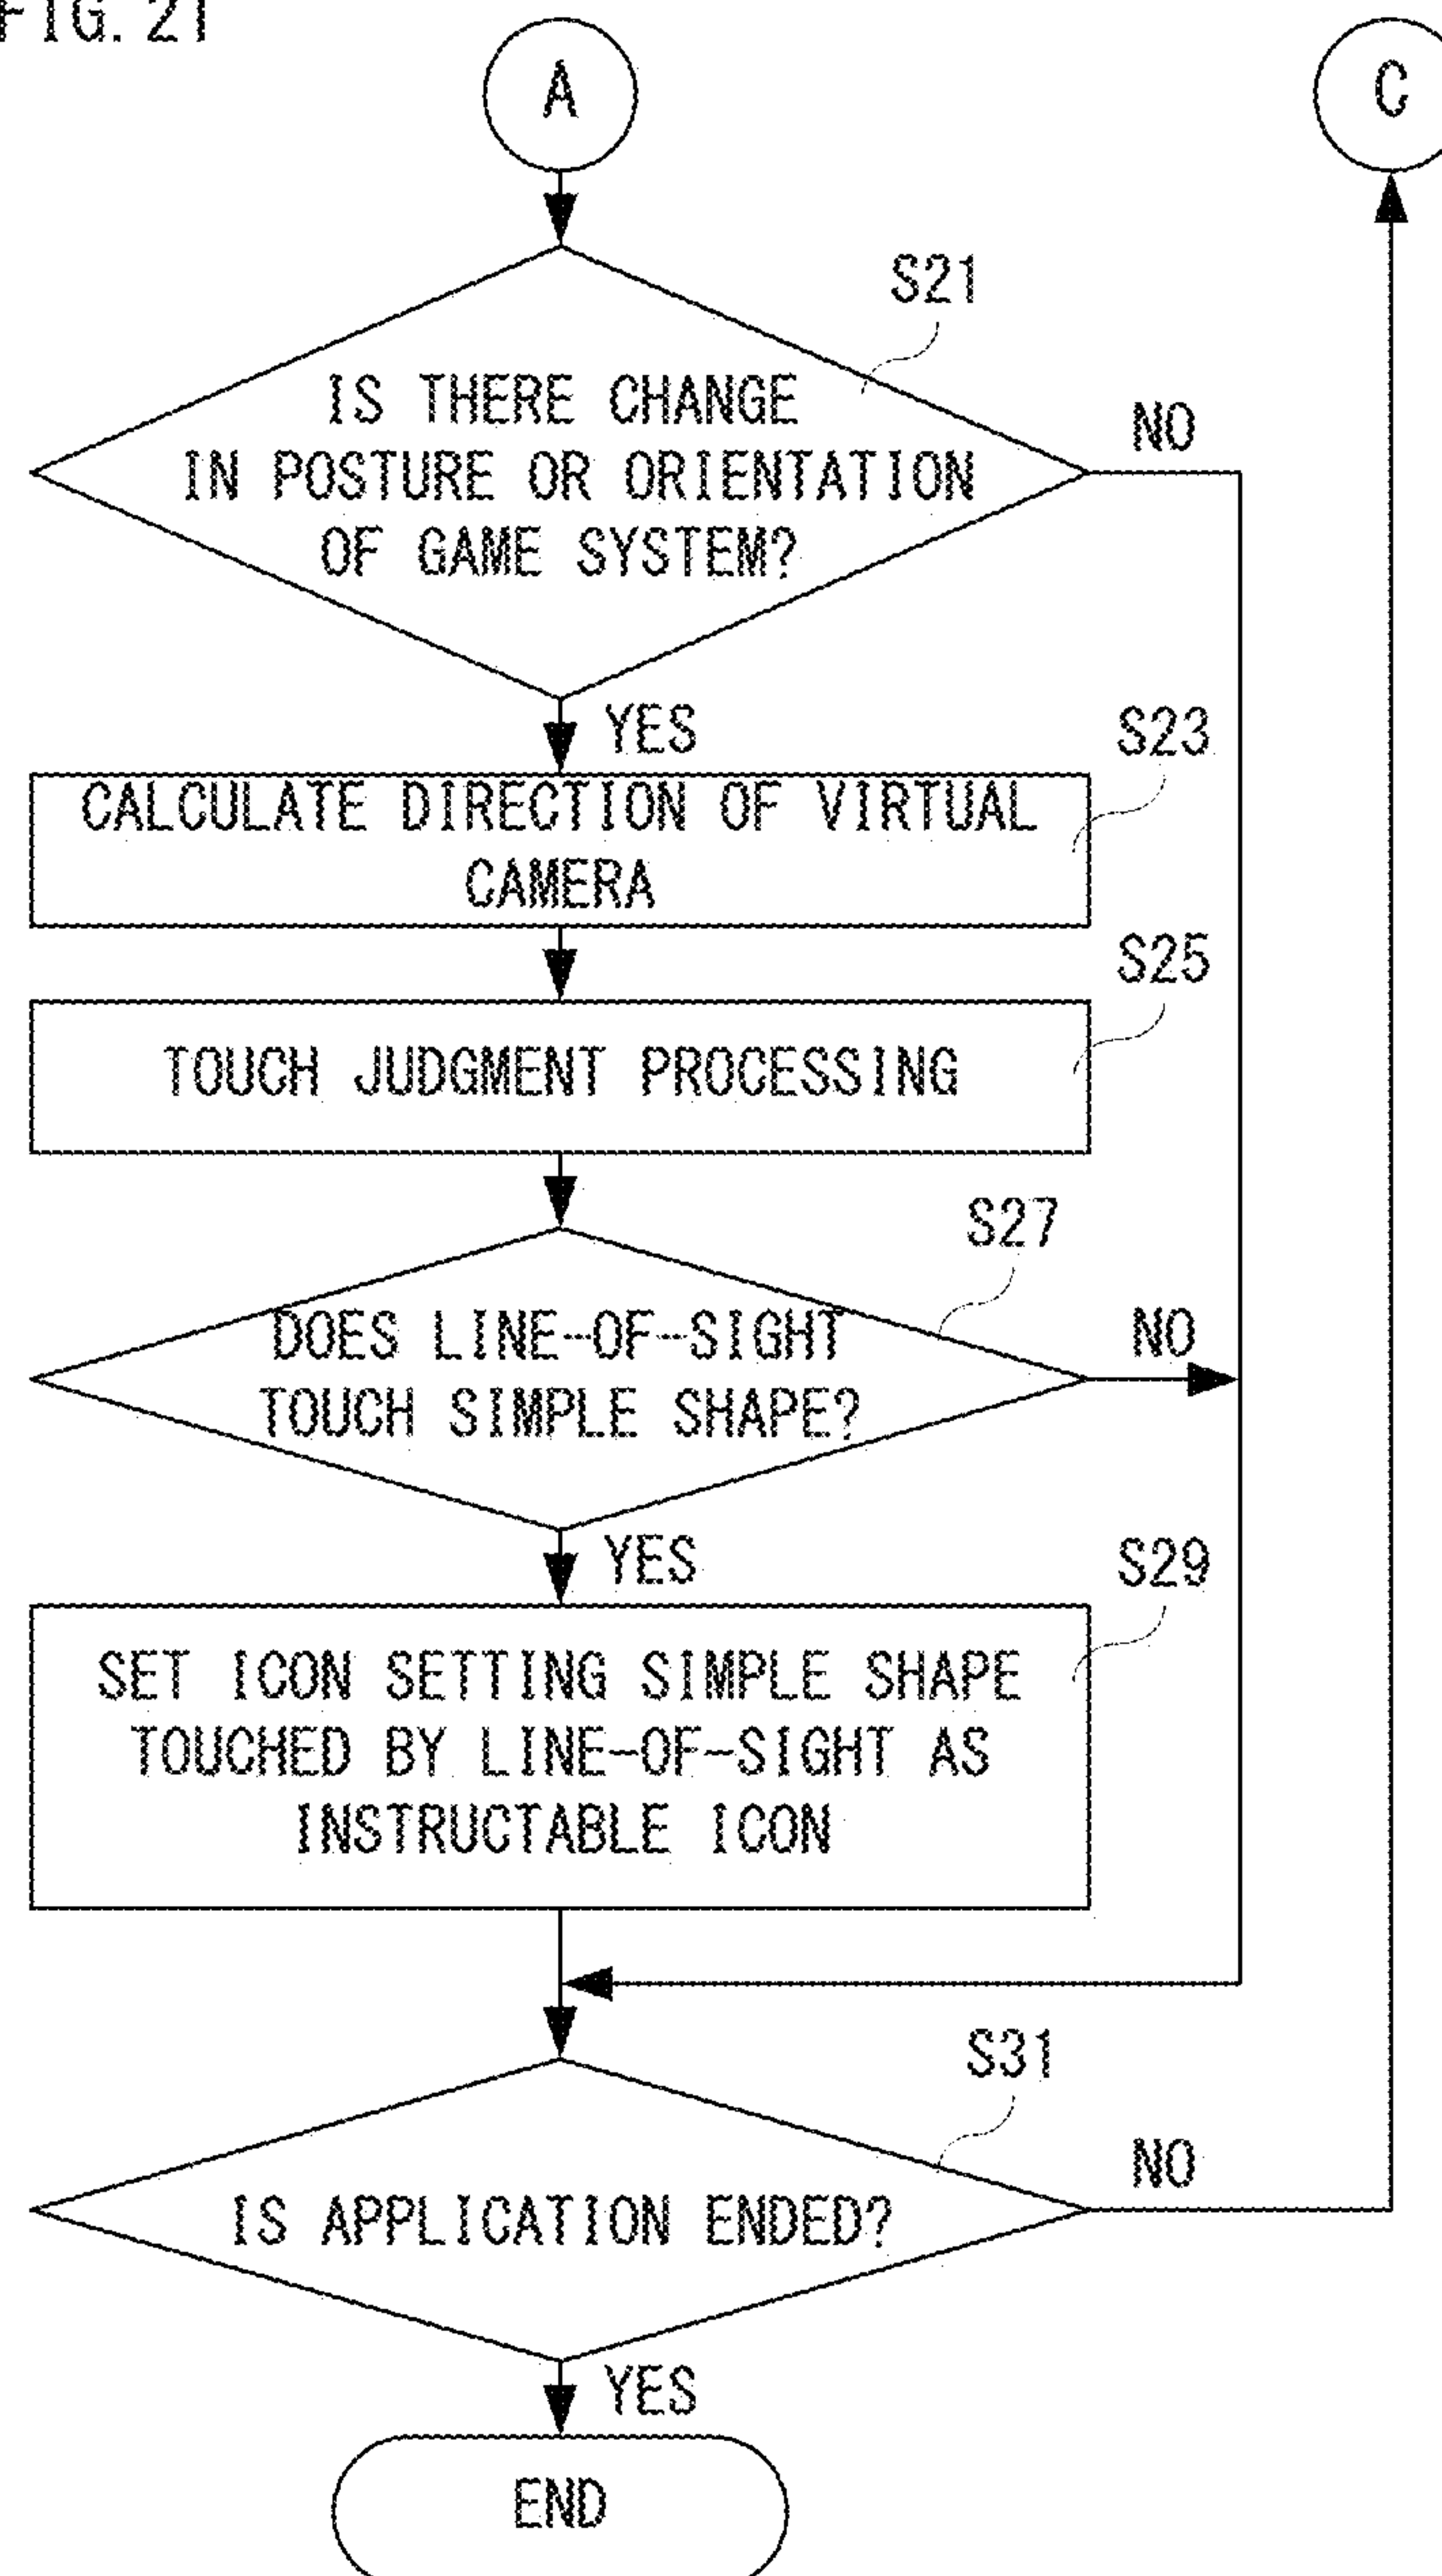 FIG. 21
A
C
S21
IS THERE CHANGE
IN POSTURE OR ORIENTATION
OF GAME SYSTEM?
NO
YES
S23
CALCULATE DIRECTION OF VIRTUAL
CAMERA
S25
TOUCH JUDGMENT PROCESSING
S27
DOES LINE-OF-SIGHT
TOUCH SIMPLE SHAPE?
NO
YES
S29
SET ICON SETTING SIMPLE SHAPE
TOUCHED BY LINE-OF-SIGHT AS
INSTRUCTABLE ICON
S31
IS APPLICATION ENDED?
NO
YES
END